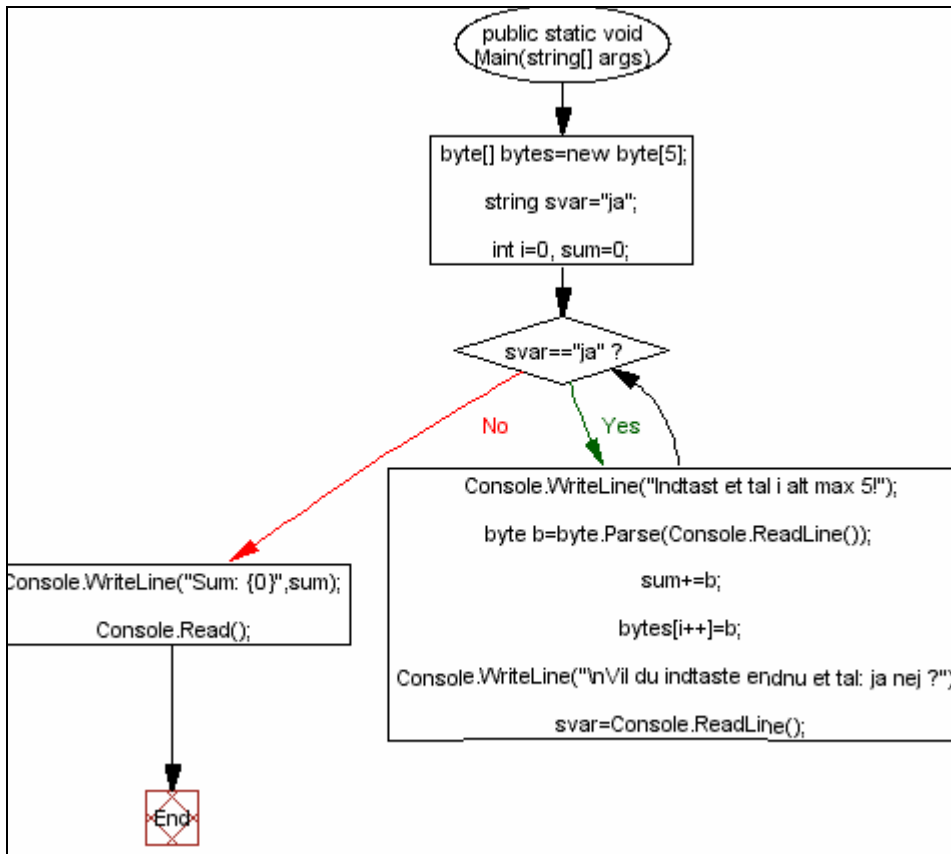 public static void
Main(string[] args)
byte[] bytes=new byte[5];
string svar="ja";
int i=0, sum=0;
svar=="ja" ?
No
Yes
Console.WriteLine("Indtast et tal i alt max 5!");
byte b=byte.Parse(Console.ReadLine());
sum+=b;
bytes[i++]=b;
Console.WriteLine("\nVil du indtaste endnu et tal: ja nej ?")
svar=Console.ReadLine();
Console.WriteLine("Sum: {0}",sum);
Console.Read();
End